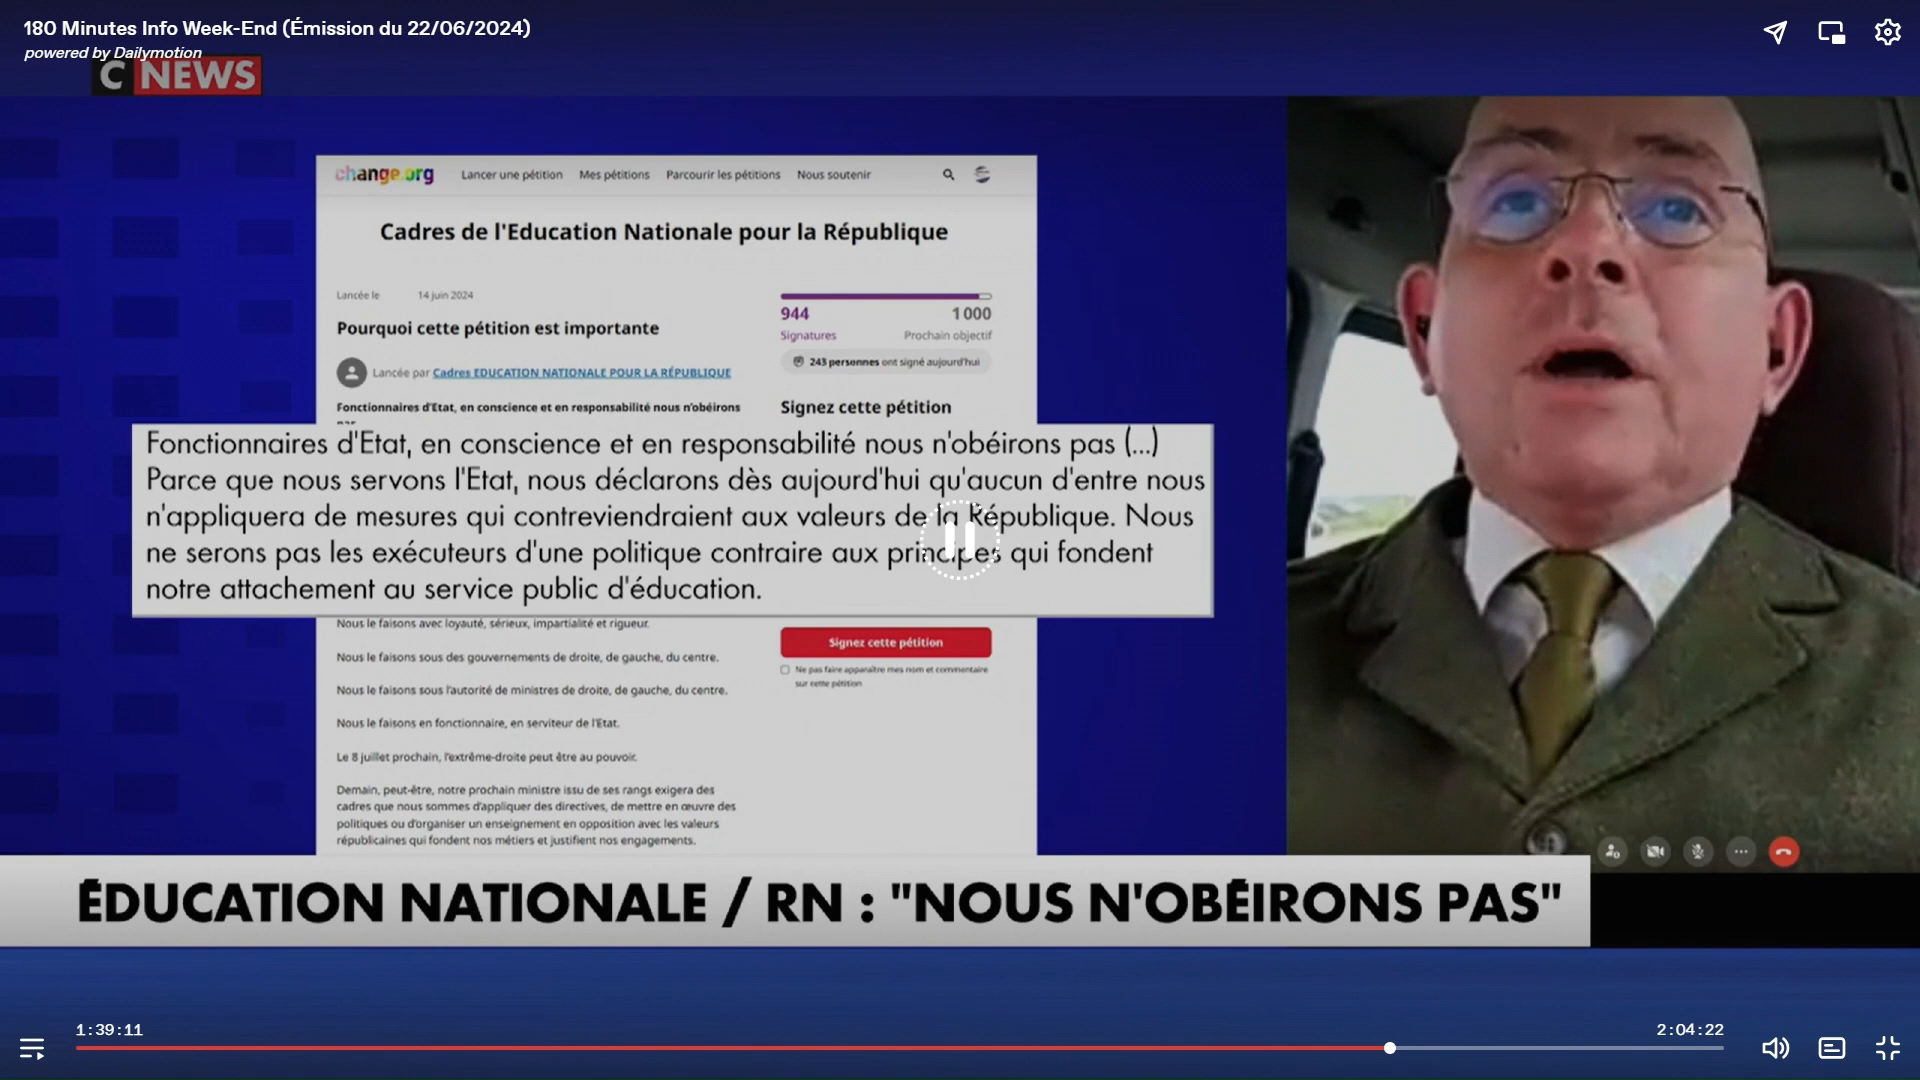 180 Minutes Info Week-End (Émission du 22/06/2024)
powered by Dailymotion
C NEWS
change.org Lancer une pétition Mes pétitions Parcourir les pétitions Nous soutenir
Cadres de l'Education Nationale pour la République
Lancée le 14 juin 2024
Pourquoi cette pétition est importante
Lancée par Cadres EDUCATION NATIONALE POUR LA RÉPUBLIQUE
Fonctionnaires d'Etat, en conscience et en responsabilité nous n'obéirons
944 1 000
Signatures Prochain objectif
243 personnes ont signé aujourd'hui
Signez cette pétition
Fonctionnaires d'Etat, en conscience et en responsabilité nous n'obéirons pas (...)
Parce que nous servons l'Etat, nous déclarons dès aujourd'hui qu'aucun d'entre nous
n'appliquera de mesures qui contreviendraient aux valeurs de la République. Nous
ne serons pas les exécuteurs d'une politique contraire aux principes qui fondent
notre attachement au service public d'éducation.
Nous le faisons avec loyauté, sérieux, impartialité et rigueur.
Nous le faisons sous des gouvernements de droite, de gauche, du centre.
Nous le faisons sous l'autorité de ministres de droite, de gauche, du centre.
Nous le faisons en fonctionnaire, en serviteur de l'Etat.
Le 8 juillet prochain, l'extrême-droite peut être au pouvoir.
Demain, peut-être, notre prochain ministre issu de ses rangs exigera des
cadres que nous sommes d'appliquer des directives, de mettre en œuvre des
politiques ou d'organiser un enseignement en opposition avec les valeurs
républicaines qui fondent nos métiers et justifient nos engagements.
Signez cette pétition
Ne pas faire apparaître mes nom et commentaire
sur cette pétition
ÉDUCATION NATIONALE / RN : "NOUS N'OBÉIRONS PAS"
1:39:11
2:04:22